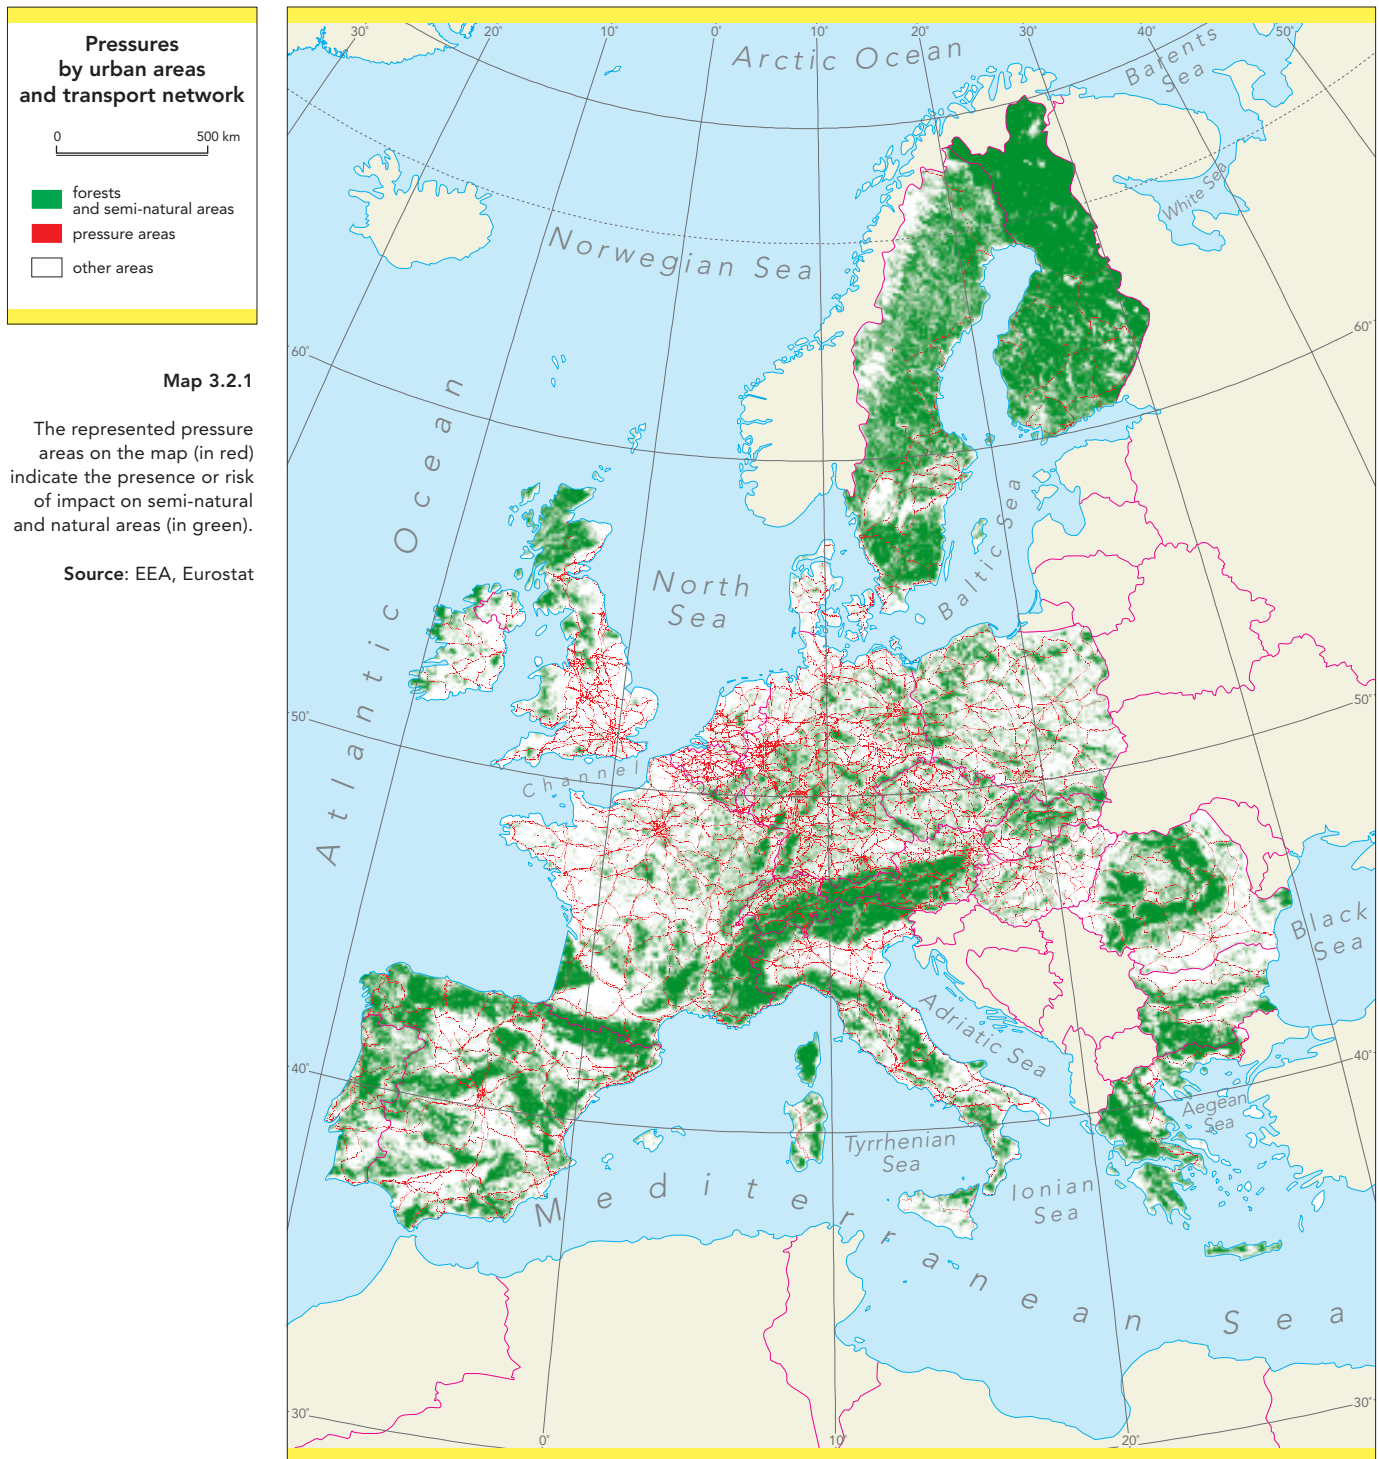 Pressures
by urban areas
and transport network
0 500 km
forests
and semi-natural areas
pressure areas
other areas
Map 3.2.1
The represented pressure
areas on the map (in red)
indicate the presence or risk
of impact on semi-natural
and natural areas (in green).
Source: EEA, Eurostat
30° 20° 10° 0° 10° 20° 30° 40° 50°
Arctic Ocean
Barents
Sea
White Sea
Norwegian Sea
60° 60°
Atlantic Ocean
North
Sea
Baltic Sea
50° 50°
Channel
Black
Sea
Adriatic Sea
40° 40°
Aegean
Sea
Tyrrhenian
Sea
Ionian
Sea
Mediterranean Sea
30° 30°
0° 10° 20°